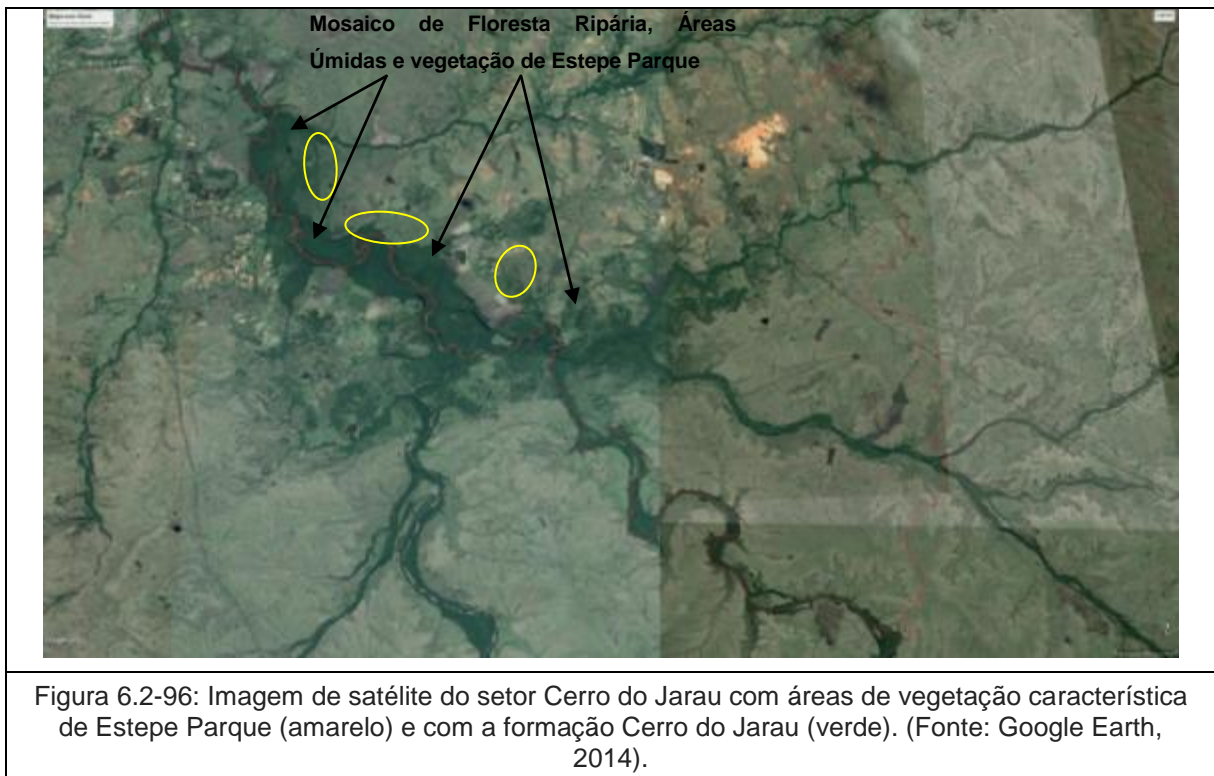 Mosaico de Floresta Ripária, Áreas
Úmidas e vegetação de Estepe Parque
Figura 6.2-96: Imagem de satélite do setor Cerro do Jarau com áreas de vegetação característica
de Estepe Parque (amarelo) e com a formação Cerro do Jarau (verde). (Fonte: Google Earth,
2014).